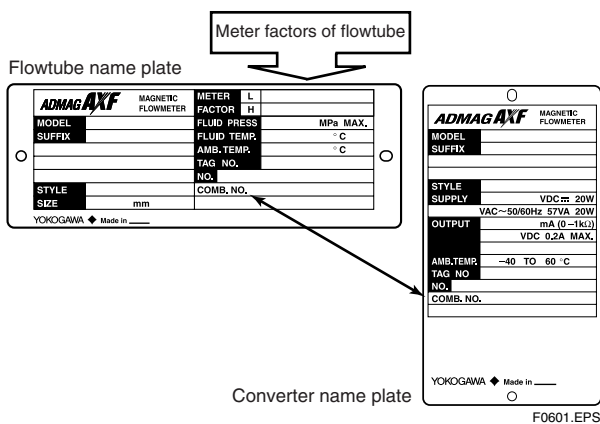 Meter factors of flowtube
Flowtube name plate
ADMAG AXF MAGNETIC FLOWMETER
METER L
FACTOR H
MODEL
SUFFIX
FLUID PRESS MPa MAX.
FLUID TEMP. °C
AMB. TEMP. °C
TAG NO.
NO.
STYLE
COMB. NO.
SIZE mm
YOKOGAWA ◆ Made in ____
ADMAG AXF MAGNETIC FLOWMETER
MODEL
SUFFIX
STYLE
SUPPLY VDC⎓ 20W
VAC~50/60Hz 57VA 20W
OUTPUT mA (0 –1kΩ)
VDC 0.2A MAX.
AMB.TEMP. –40 TO 60 °C
TAG NO
NO.
COMB. NO.
YOKOGAWA ◆ Made in ____
Converter name plate
F0601.EPS